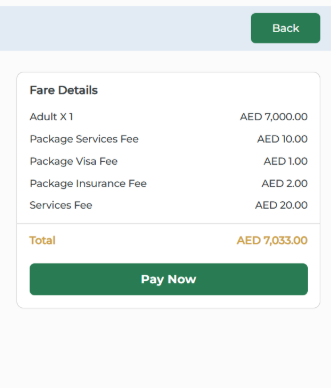 Back
Fare Details
Adult X 1 AED 7,000.00
Package Services Fee AED 10.00
Package Visa Fee AED 1.00
Package Insurance Fee AED 2.00
Services Fee AED 20.00
Total AED 7,033.00
Pay Now